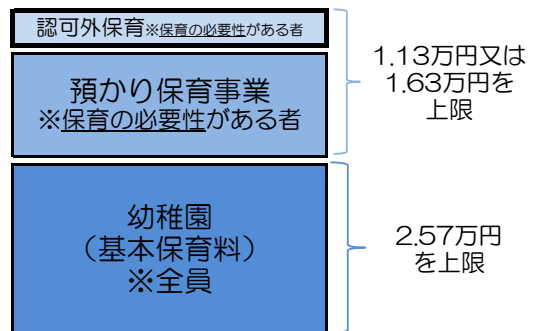 認可外保育※保育の必要性がある者
預かり保育事業
※保育の必要性がある者
1.13万円又は
1.63万円を
上限
幼稚園
（基本保育料）
※全員
2.57万円
を上限